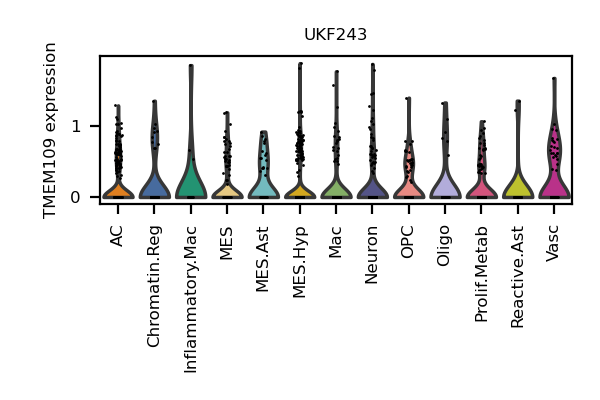 UKF243
TMEM109 expression
1
0
AC
Chromatin.Reg
Inflammatory.Mac
MES
MES.Ast
MES.Hyp
Mac
Neuron
OPC
Oligo
Prolif.Metab
Reactive.Ast
Vasc